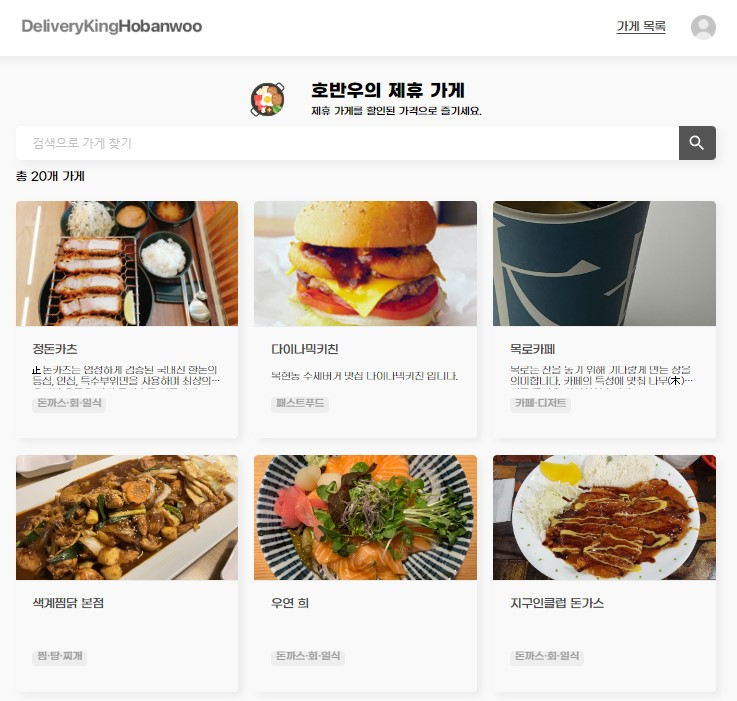 DeliveryKingHobanwoo
가게 목록
호반우의 제휴 가게
제휴 가게를 할인된 가격으로 즐기세요.
검색으로 가게 찾기
총 20개 가게
정돈카츠
다이나믹키친
목로카페
正돈카츠는 엄정하게 검증된 국내산 한돈의
등심, 안심, 특수부위만을 사용하며 최상의…
복현동 수제버거 맛집 다이나믹키친 입니다.
목로는 잔을 놓기 위해 기다랗게 만든 상을
의미합니다. 카페의 특성에 맞춰 나무(木)…
돈까스·회·일식
패스트푸드
카페·디저트
색계찜닭 본점
우연 희
지구인클럽 돈가스
찜·탕·찌개
돈까스·회·일식
돈까스·회·일식